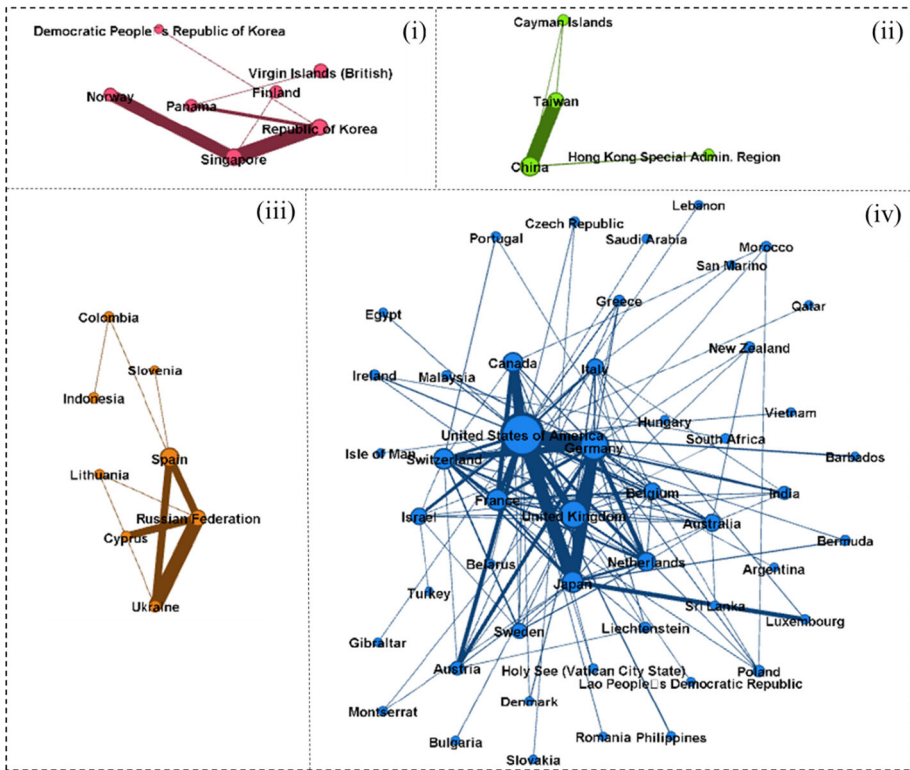 (i)
Democratic People□s Republic of Korea
Virgin Islands (British)
Finland
Norway
Panama
Republic of Korea
Singapore
(ii)
Cayman Islands
Taiwan
Hong Kong Special Admin. Region
China
(iii)
Colombia
Slovenia
Indonesia
Spain
Lithuania
Russian Federation
Cyprus
Ukraine
(iv)
Lebanon
Czech Republic
Portugal
Saudi Arabia
Morocco
San Marino
Greece
Qatar
Egypt
New Zealand
Canada
Italy
Ireland
Malaysia
Vietnam
Hungary
United States of America
South Africa
Germany
Isle of Man
Switzerland
Barbados
Belgium
India
France
Israel
United Kingdom
Australia
Bermuda
Belarus
Netherlands
Argentina
Japan
Turkey
Sri Lanka
Luxembourg
Sweden
Liechtenstein
Gibraltar
Austria
Holy See (Vatican City State)
Poland
Lao People□s Democratic Republic
Denmark
Montserrat
Bulgaria
Romania
Philippines
Slovakia